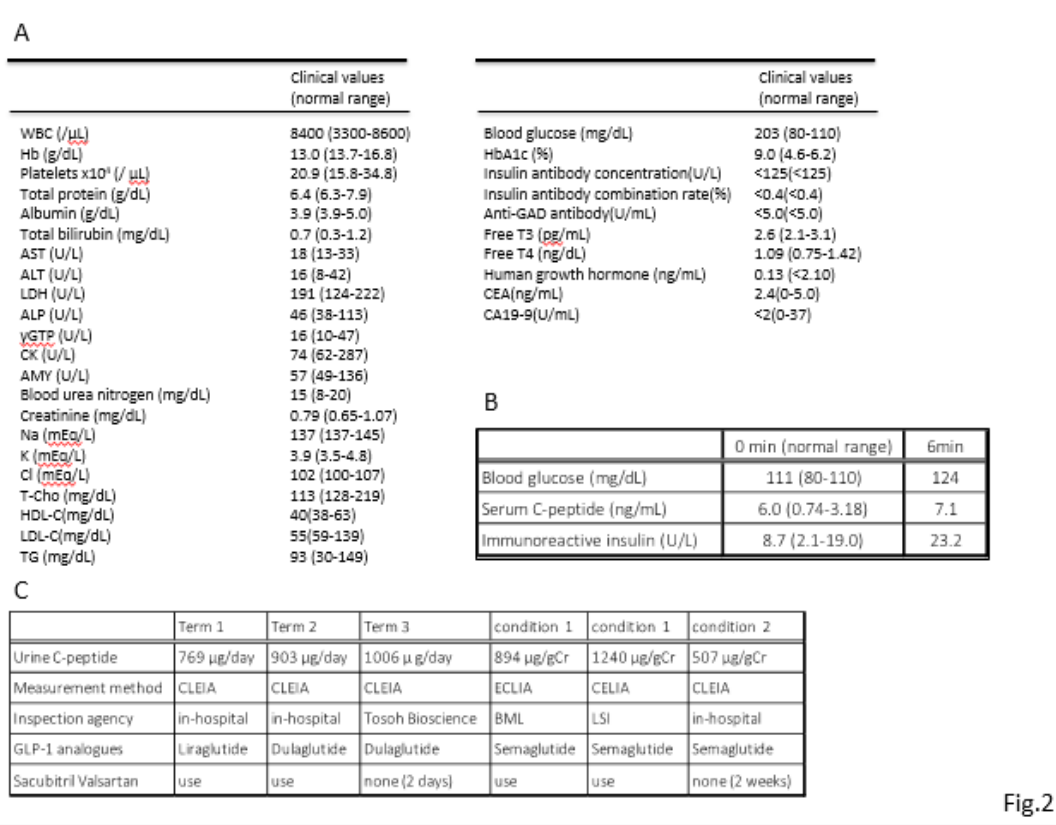 A
Clinical values
(normal range)
WBC (/μL) 8400 (3300-8600)
Hb (g/dL) 13.0 (13.7-16.8)
Platelets x10⁴ (/ μL) 20.9 (15.8-34.8)
Total protein (g/dL) 6.4 (6.3-7.9)
Albumin (g/dL) 3.9 (3.9-5.0)
Total bilirubin (mg/dL) 0.7 (0.3-1.2)
AST (U/L) 18 (13-33)
ALT (U/L) 16 (8-42)
LDH (U/L) 191 (124-222)
ALP (U/L) 46 (38-113)
γGTP (U/L) 16 (10-47)
CK (U/L) 74 (62-287)
AMY (U/L) 57 (49-136)
Blood urea nitrogen (mg/dL) 15 (8-20)
Creatinine (mg/dL) 0.79 (0.65-1.07)
Na (mEq/L) 137 (137-145)
K (mEq/L) 3.9 (3.5-4.8)
Cl (mEq/L) 102 (100-107)
T-Cho (mg/dL) 113 (128-219)
HDL-C(mg/dL) 40(38-63)
LDL-C(mg/dL) 55(59-139)
TG (mg/dL) 93 (30-149)
Clinical values
(normal range)
Blood glucose (mg/dL) 203 (80-110)
HbA1c (%) 9.0 (4.6-6.2)
Insulin antibody concentration(U/L) <125(<125)
Insulin antibody combination rate(%) <0.4(<0.4)
Anti-GAD antibody(U/mL) <5.0(<5.0)
Free T3 (pg/mL) 2.6 (2.1-3.1)
Free T4 (ng/dL) 1.09 (0.75-1.42)
Human growth hormone (ng/mL) 0.13 (<2.10)
CEA(ng/mL) 2.4(0-5.0)
CA19-9(U/mL) <2(0-37)
B
0 min (normal range) 6min
Blood glucose (mg/dL) 111 (80-110) 124
Serum C-peptide (ng/mL) 6.0 (0.74-3.18) 7.1
Immunoreactive insulin (U/L) 8.7 (2.1-19.0) 23.2
C
Term 1 Term 2 Term 3 condition 1 condition 1 condition 2
Urine C-peptide 769 μg/day 903 μg/day 1006 μ g/day 894 μg/gCr 1240 μg/gCr 507 μg/gCr
Measurement method CLEIA CLEIA CLEIA ECLIA CELIA CLEIA
Inspection agency in-hospital in-hospital Tosoh Bioscience BML LSI in-hospital
GLP-1 analogues Liraglutide Dulaglutide Dulaglutide Semaglutide Semaglutide Semaglutide
Sacubitril Valsartan use use none (2 days) use use none (2 weeks)
Fig.2